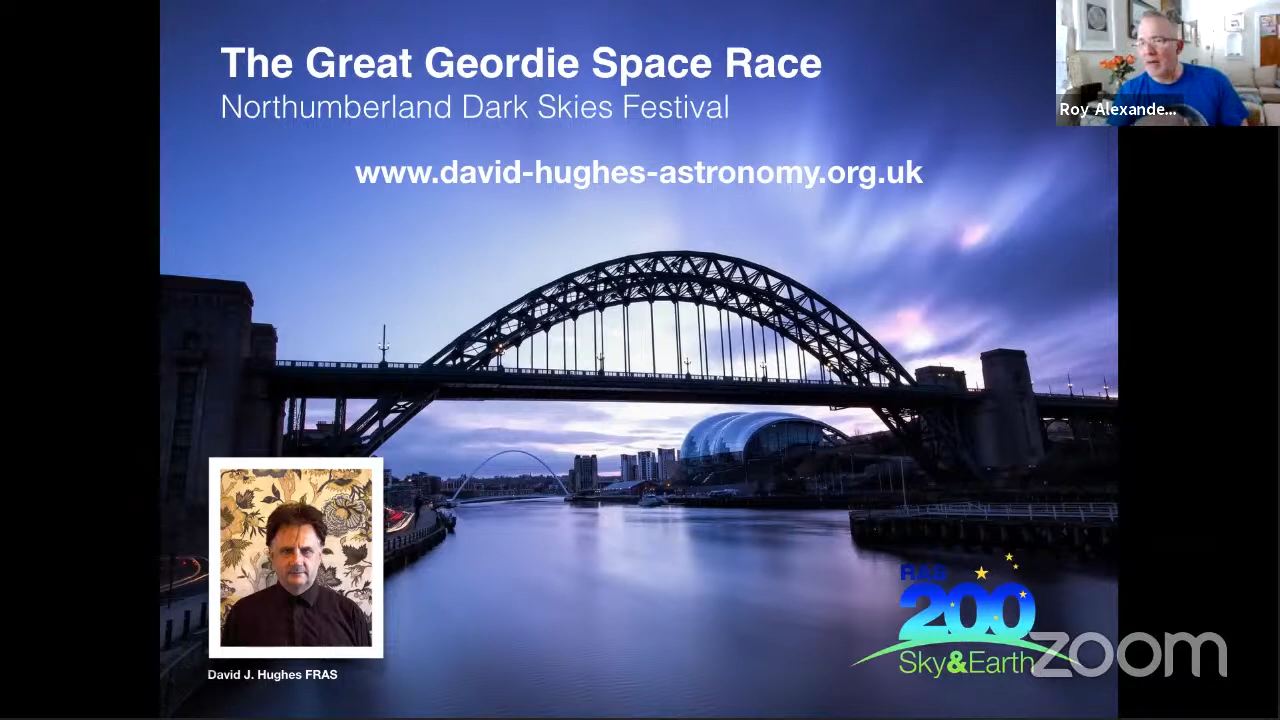 The Great Geordie Space Race
Northumberland Dark Skies Festival
www.david-hughes-astronomy.org.uk
Roy Alexande...
David J. Hughes FRAS
RAS
200
Sky&Earth
zoom